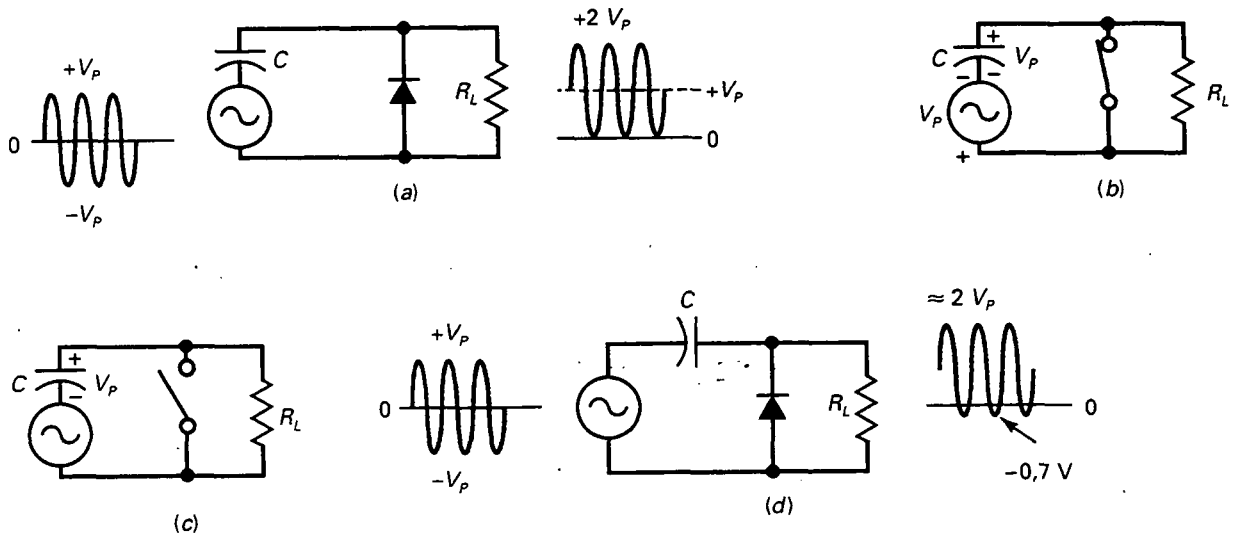 +V_P
0
-V_P
C
R_L
(a)
+2 V_P
+V_P
0
+
C
V_P
- -
V_P
+
R_L
(b)
+
C
V_P
-
R_L
(c)
+V_P
0
-V_P
C
R_L
(d)
≈ 2 V_P
0
-0,7 V